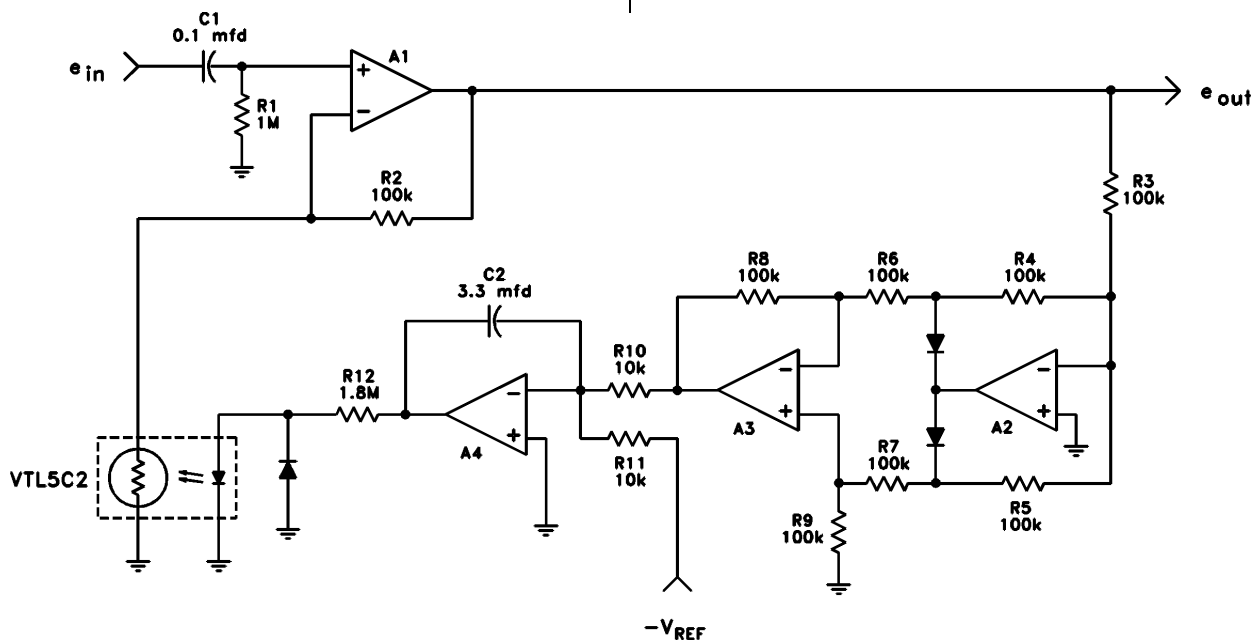 C1
0.1 mfd
e in
A1
+
−
R1
1M
e out
R2
100k
R3
100k
R8
100k
R6
100k
R4
100k
C2
3.3 mfd
R10
10k
R12
1.8M
−
+
A4
−
+
A3
−
+
A2
R11
10k
R7
100k
VTL5C2
R9
100k
R5
100k
−VREF